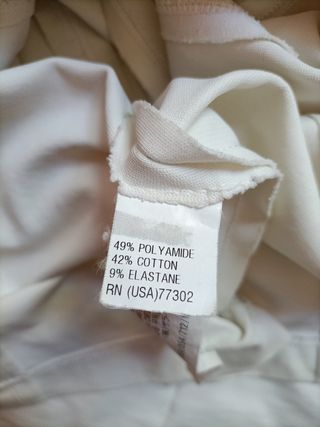 49% POLYAMIDE
42% COTTON
9% ELASTANE
RN (USA)77302